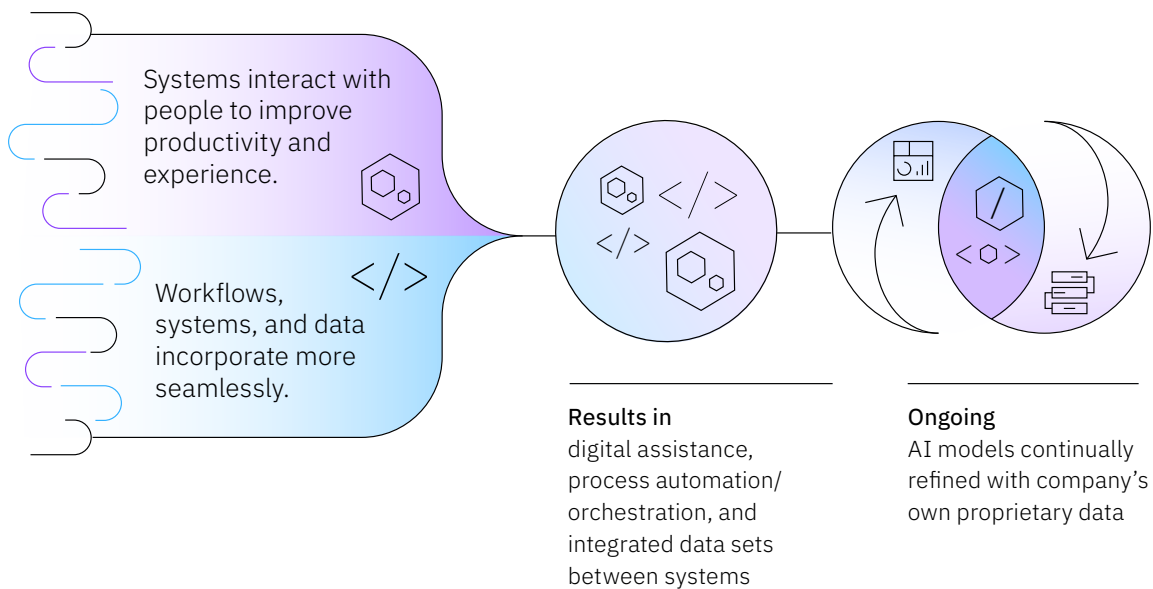 Systems interact with
people to improve
productivity and
experience.
Workflows,
systems, and data
incorporate more
seamlessly.
Results in
digital assistance,
process automation/
orchestration, and
integrated data sets
between systems
Ongoing
AI models continually
refined with company’s
own proprietary data